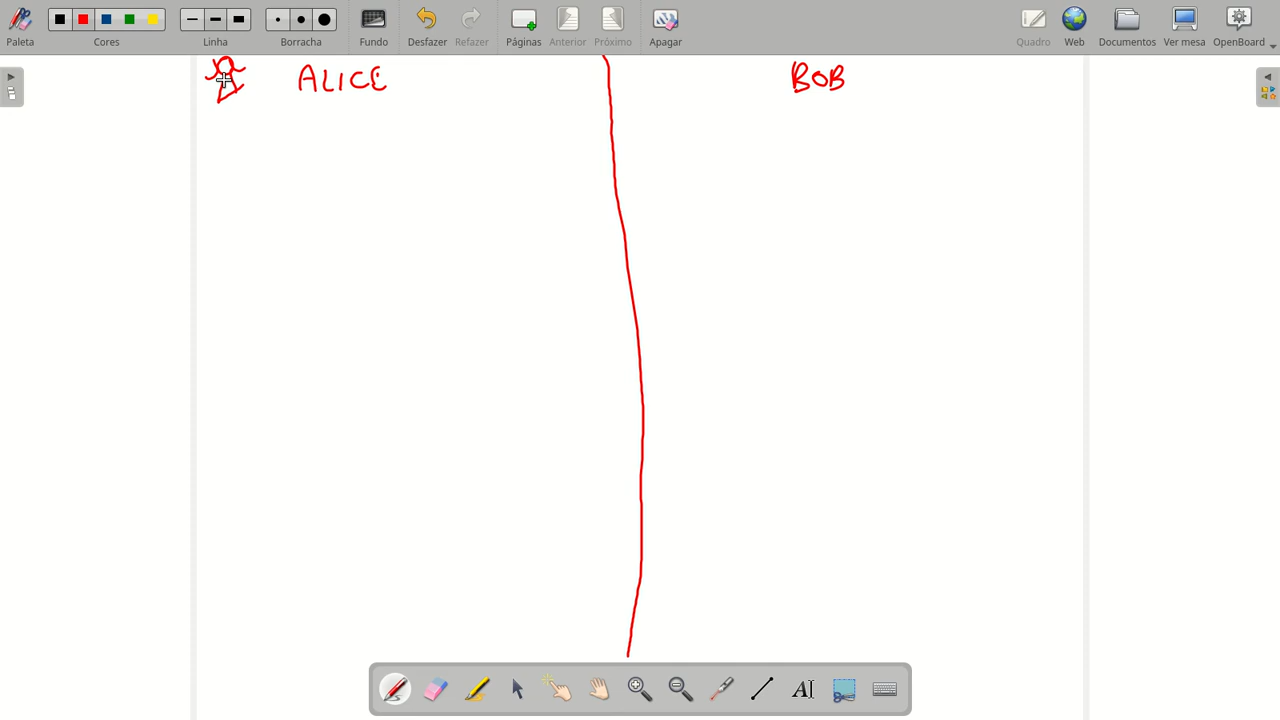 Paleta Cores Linha Borracha Fundo Desfazer Refazer Páginas Anterior Próximo Apagar Quadro Web Documentos Ver mesa OpenBoard
ALICE BOB
AI